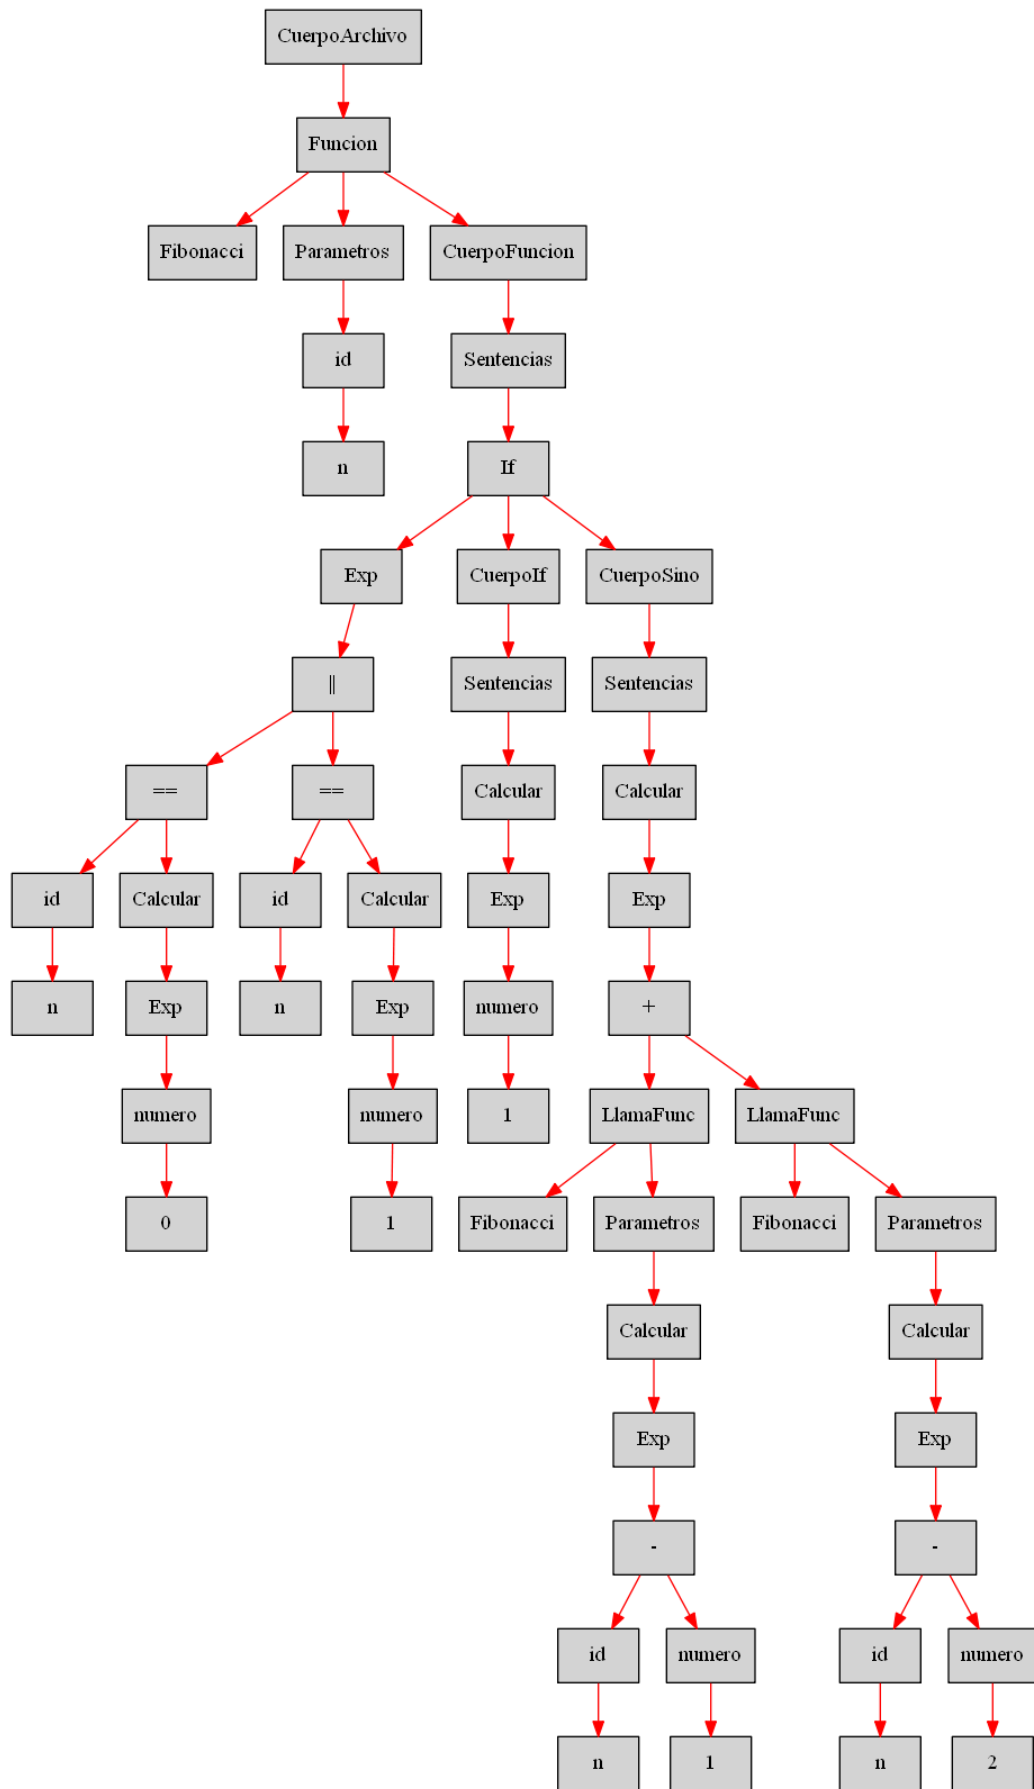 CuerpoArchivo
Funcion
Fibonacci Parametros CuerpoFuncion
id Sentencias
n If
Exp CuerpoIf CuerpoSino
|| Sentencias Sentencias
== == Calcular Calcular
id Calcular id Calcular Exp Exp
n Exp n Exp numero +
numero numero 1 LlamaFunc LlamaFunc
0 1 Fibonacci Parametros Fibonacci Parametros
Calcular Calcular
Exp Exp
- -
id numero id numero
n 1 n 2